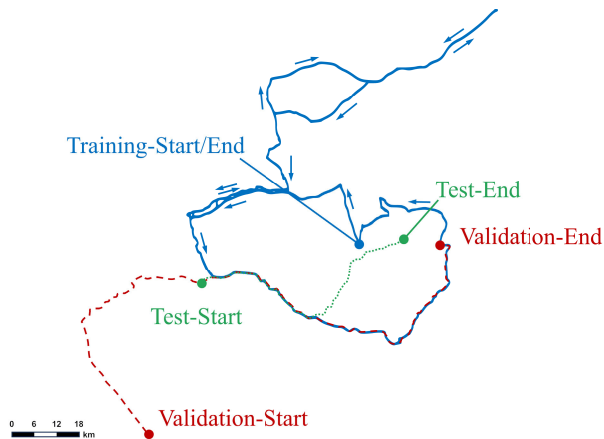 Training-Start/End
Test-End
Validation-End
Test-Start
Validation-Start
0 6 12 18
km